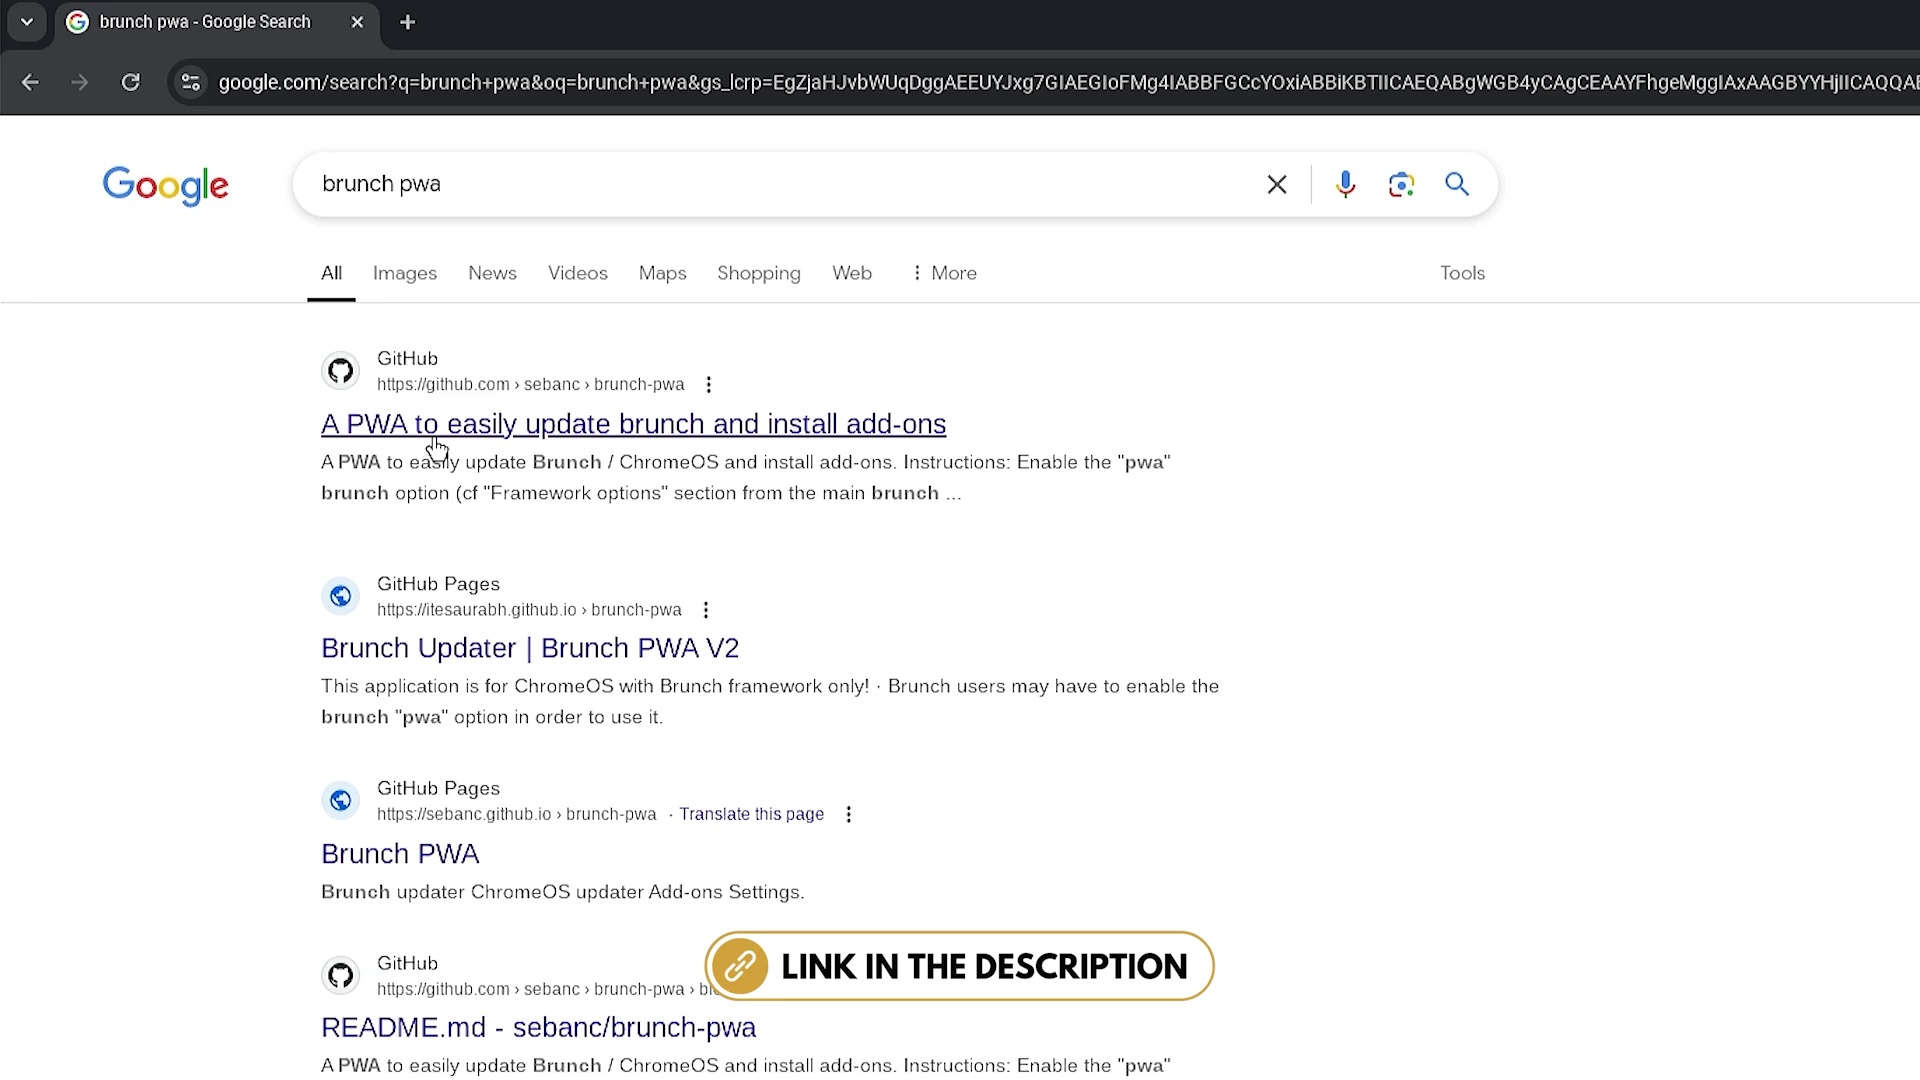 brunch pwa - Google Search
google.com/search?q=brunch+pwa&oq=brunch+pwa&gs_lcrp=EgZjaHJvbWUqDggAEEUYJxg7GIAEGIoFMg4IABBFGCcYOxiABBiKBTIICAEQABgWGB4yCAgCEAAYFhgeMggIAxAAGBYYHjIICAQQAB
Google
brunch pwa
All Images News Videos Maps Shopping Web More Tools
GitHub
https://github.com › sebanc › brunch-pwa
A PWA to easily update brunch and install add-ons
A PWA to easily update Brunch / ChromeOS and install add-ons. Instructions: Enable the "pwa"
brunch option (cf "Framework options" section from the main brunch ...
GitHub Pages
https://itesaurabh.github.io › brunch-pwa
Brunch Updater | Brunch PWA V2
This application is for ChromeOS with Brunch framework only! · Brunch users may have to enable the
brunch "pwa" option in order to use it.
GitHub Pages
https://sebanc.github.io › brunch-pwa · Translate this page
Brunch PWA
Brunch updater ChromeOS updater Add-ons Settings.
GitHub
https://github.com › sebanc › brunch-pwa ›
LINK IN THE DESCRIPTION
README.md - sebanc/brunch-pwa
A PWA to easily update Brunch / ChromeOS and install add-ons. Instructions: Enable the "pwa"